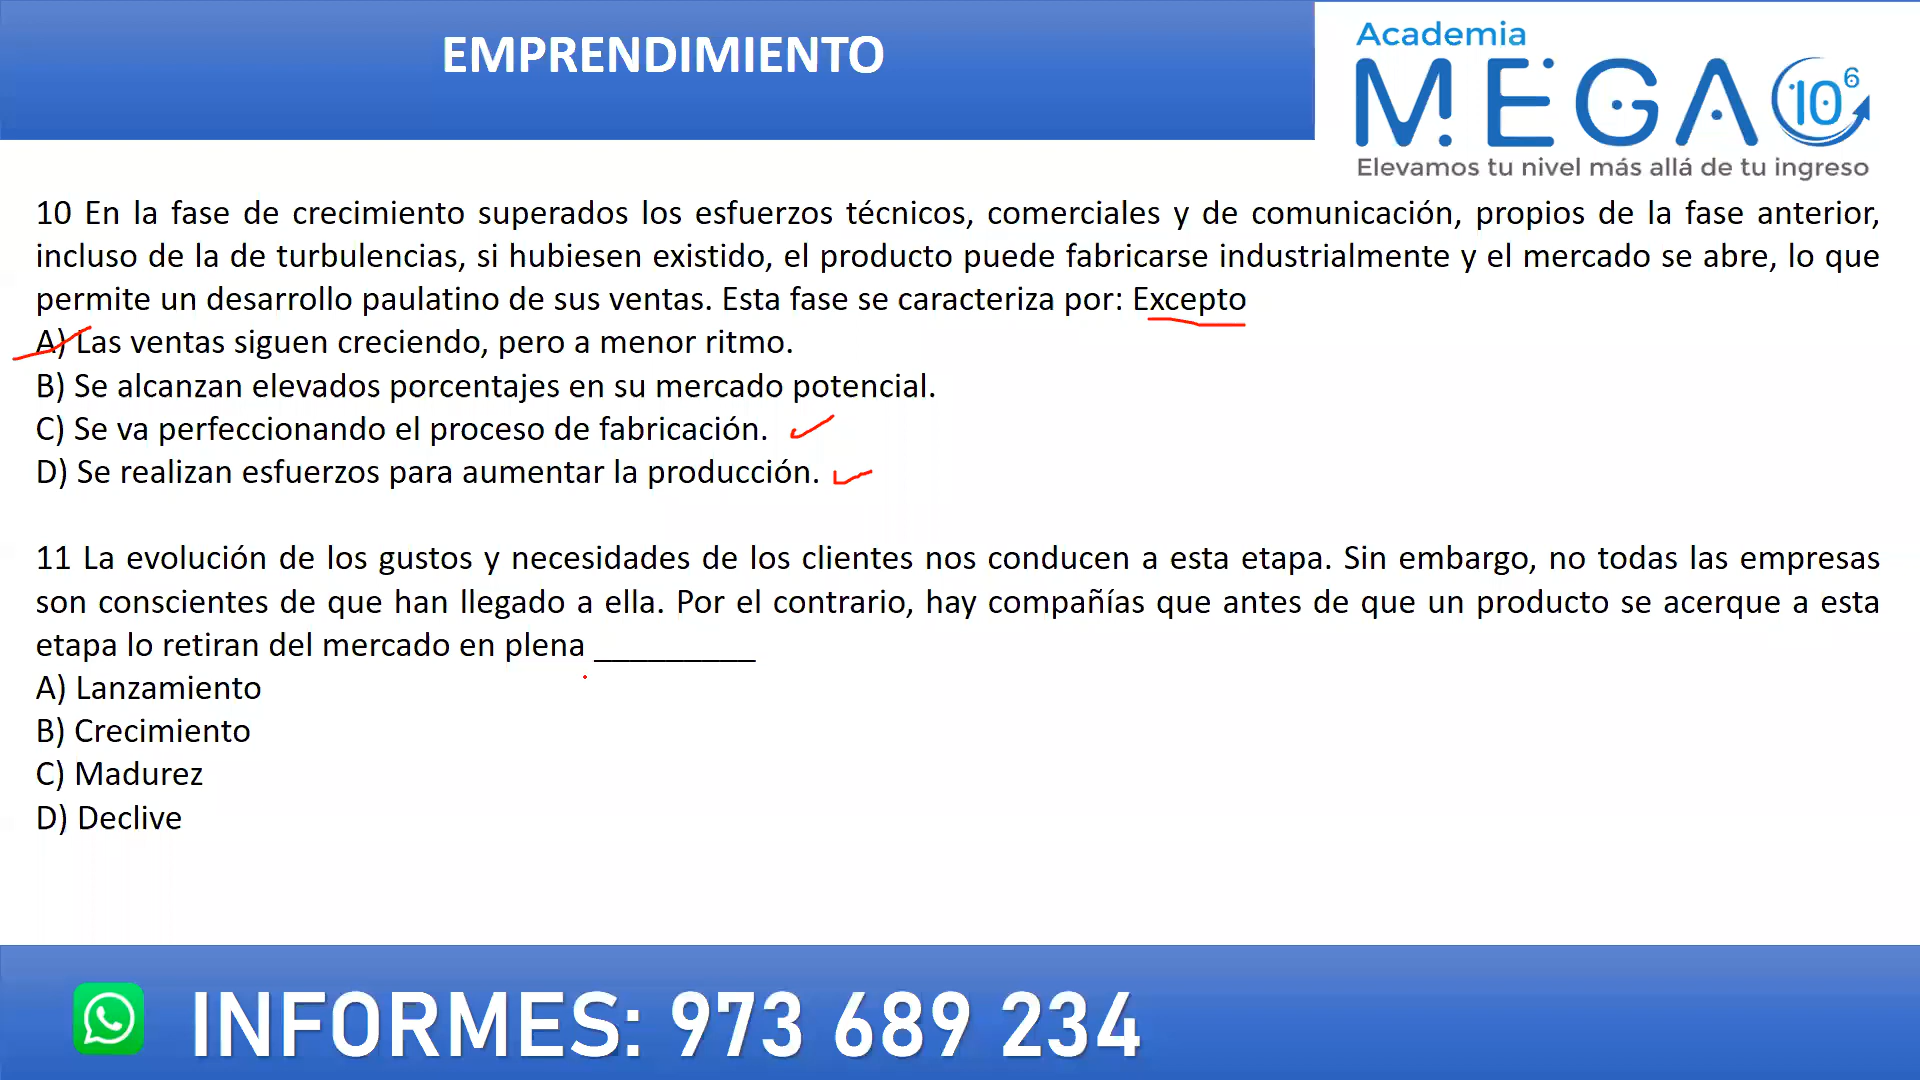 EMPRENDIMIENTO
Academia
MEGA 10⁶
Elevamos tu nivel más allá de tu ingreso
10 En la fase de crecimiento superados los esfuerzos técnicos, comerciales y de comunicación, propios de la fase anterior,
incluso de la de turbulencias, si hubiesen existido, el producto puede fabricarse industrialmente y el mercado se abre, lo que
permite un desarrollo paulatino de sus ventas. Esta fase se caracteriza por: Excepto
A) Las ventas siguen creciendo, pero a menor ritmo.
B) Se alcanzan elevados porcentajes en su mercado potencial.
C) Se va perfeccionando el proceso de fabricación.
D) Se realizan esfuerzos para aumentar la producción.
11 La evolución de los gustos y necesidades de los clientes nos conducen a esta etapa. Sin embargo, no todas las empresas
son conscientes de que han llegado a ella. Por el contrario, hay compañías que antes de que un producto se acerque a esta
etapa lo retiran del mercado en plena _________
A) Lanzamiento
B) Crecimiento
C) Madurez
D) Declive
INFORMES: 973 689 234